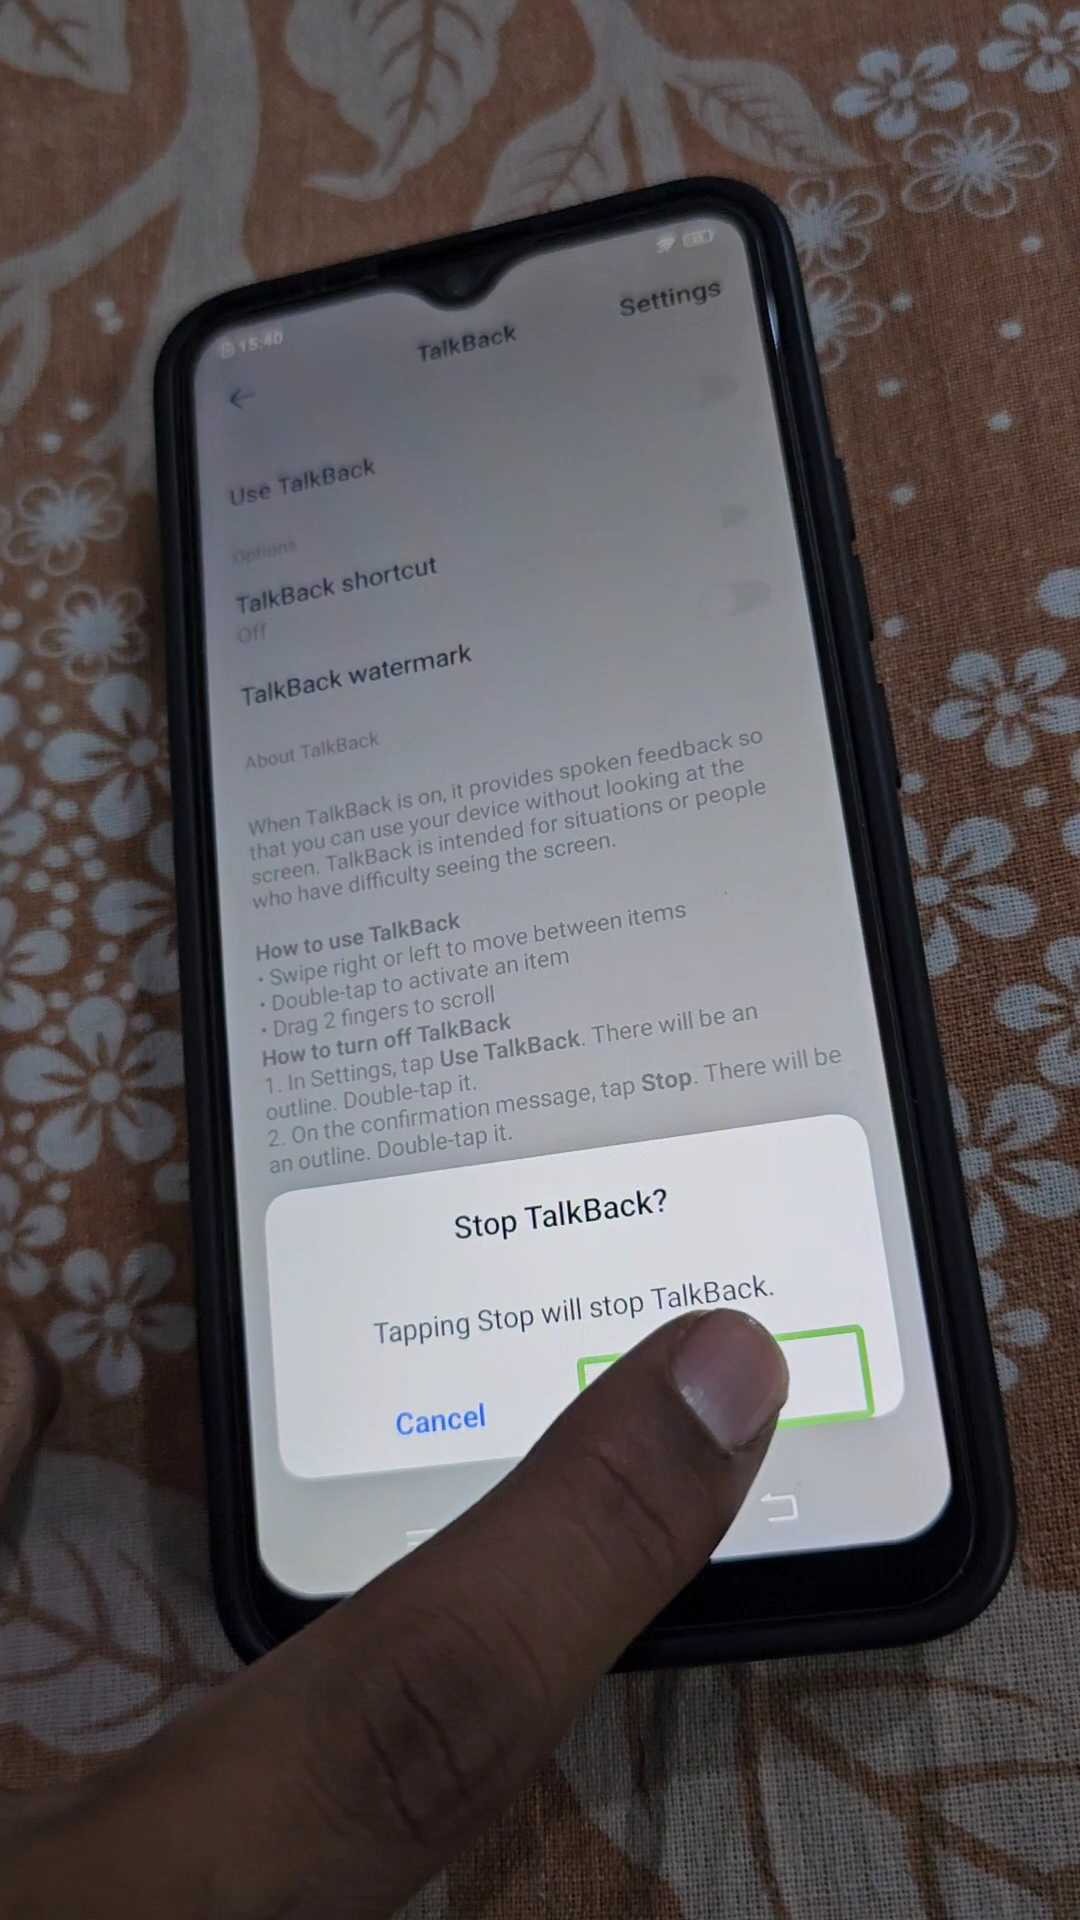 15:40
Settings
TalkBack
Use TalkBack
Options
TalkBack shortcut
Off
TalkBack watermark
About TalkBack
When TalkBack is on, it provides spoken feedback so
that you can use your device without looking at the
screen. TalkBack is intended for situations or people
who have difficulty seeing the screen.
How to use TalkBack
• Swipe right or left to move between items
• Double-tap to activate an item
• Drag 2 fingers to scroll
How to turn off TalkBack
1. In Settings, tap Use TalkBack. There will be an
outline. Double-tap it.
2. On the confirmation message, tap Stop. There will be
an outline. Double-tap it.
Stop TalkBack?
Tapping Stop will stop TalkBack.
Cancel